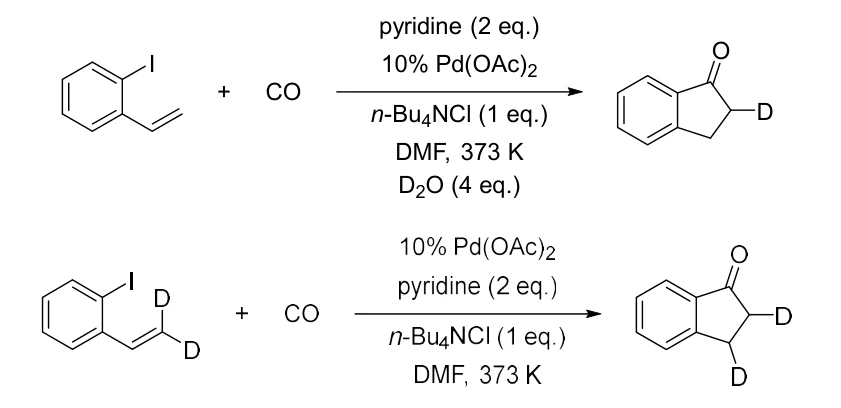 pyridine (2 eq.)
I
10% Pd(OAc)₂
O
+ CO
D
n-Bu₄NCl (1 eq.)
DMF, 373 K
D₂O (4 eq.)
10% Pd(OAc)₂
I
D
pyridine (2 eq.)
O
+ CO
D
D
n-Bu₄NCl (1 eq.)
DMF, 373 K
D